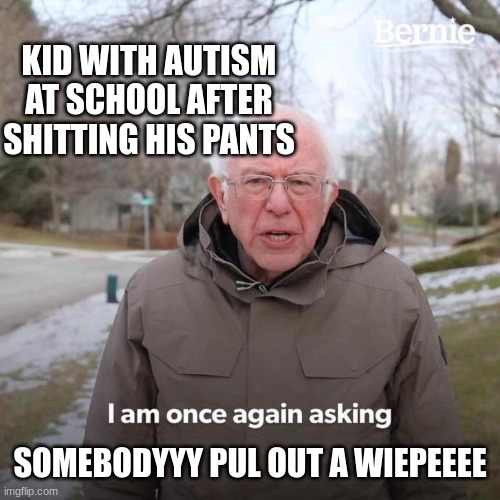 Bernie
KID WITH AUTISM
AT SCHOOL AFTER
SHITTING HIS PANTS
I am once again asking
SOMEBODYYY PUL OUT A WIEPEEEE
imgflip.com